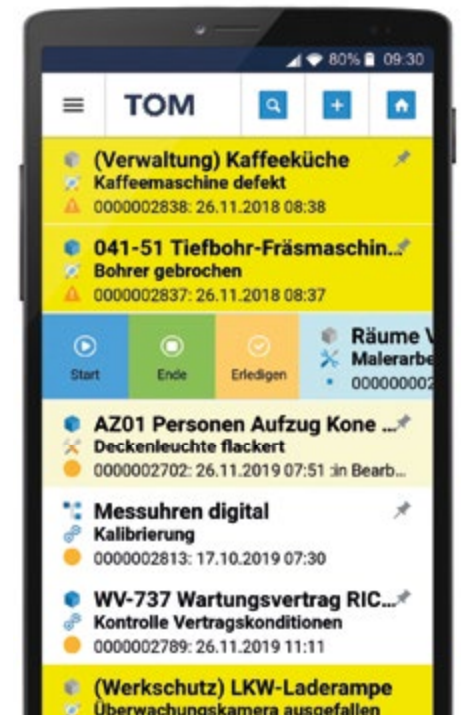 80% 09:30
TOM
(Verwaltung) Kaffeeküche
Kaffeemaschine defekt
0000002838: 26.11.2018 08:38
041-51 Tiefbohr-Fräsmaschin...
Bohrer gebrochen
0000002837: 26.11.2018 08:37
Start Ende Erledigen
Räume V
Malerarbe
000000002
AZ01 Personen Aufzug Kone ...
Deckenleuchte flackert
0000002702: 26.11.2019 07:51 :in Bearb...
Messuhren digital
Kalibrierung
0000002813: 17.10.2019 07:30
WV-737 Wartungsvertrag RIC...
Kontrolle Vertragskonditionen
0000002789: 26.11.2019 11:11
(Werkschutz) LKW-Laderampe
Überwachungskamera ausgefallen